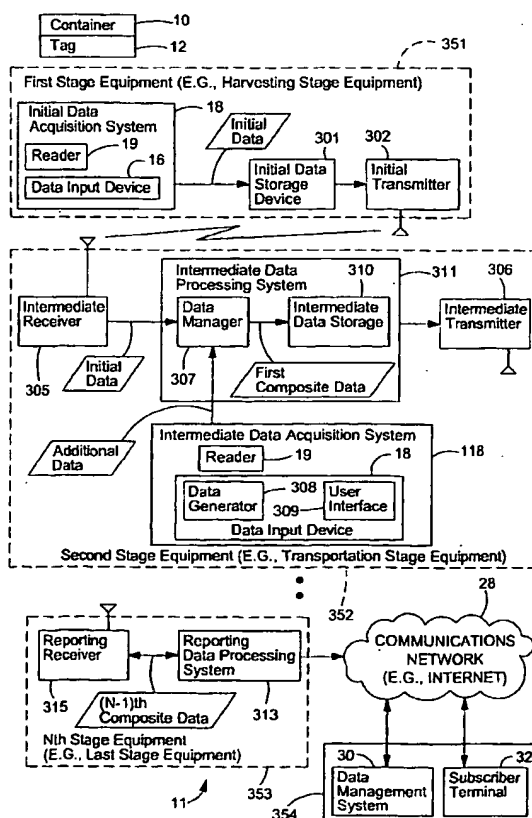 Container
10
Tag
12
351
First Stage Equipment (E.G., Harvesting Stage Equipment)
Initial Data
Acquisition System
18
Reader
19
16
Data Input Device
Initial
Data
301
Initial Data
Storage
Device
302
Initial
Transmitter
Intermediate Data
Processing System
310
311
306
Intermediate
Receiver
305
Data
Manager
307
Intermediate
Data Storage
Intermediate
Transmitter
Initial
Data
First
Composite Data
Additional
Data
Intermediate Data Acquisition System
118
Reader
19
18
Data
Generator
308
309
User
Interface
Data Input Device
Second Stage Equipment (E.G., Transportation Stage Equipment)
352
28
COMMUNICATIONS
NETWORK
(E.G., INTERNET)
Reporting
Receiver
315
Reporting
Data Processing
System
313
(N-1)th
Composite Data
Nth Stage Equipment
(E.G., Last Stage Equipment)
11
353
30
32
354
Data
Management
System
Subscriber
Terminal